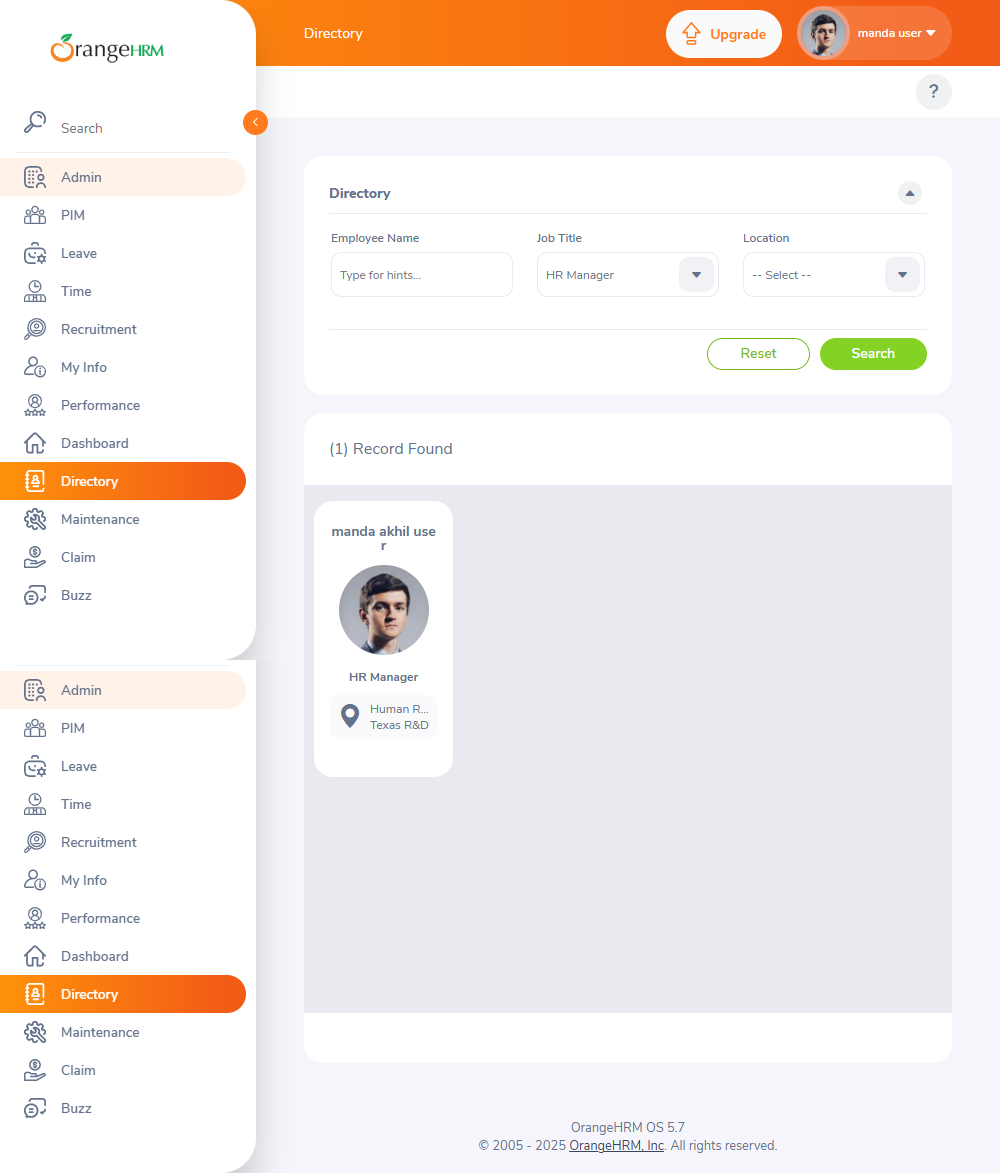 OrangeHRM
Directory
Upgrade
manda user
?
Search
Admin
PIM
Leave
Time
Recruitment
My Info
Performance
Dashboard
Directory
Maintenance
Claim
Buzz
Admin
PIM
Leave
Time
Recruitment
My Info
Performance
Dashboard
Directory
Maintenance
Claim
Buzz
Directory
Employee Name
Job Title
Location
Type for hints...
HR Manager
-- Select --
Reset
Search
(1) Record Found
manda akhil use
r
HR Manager
Human R...
Texas R&D
OrangeHRM OS 5.7
© 2005 - 2025 OrangeHRM, Inc. All rights reserved.